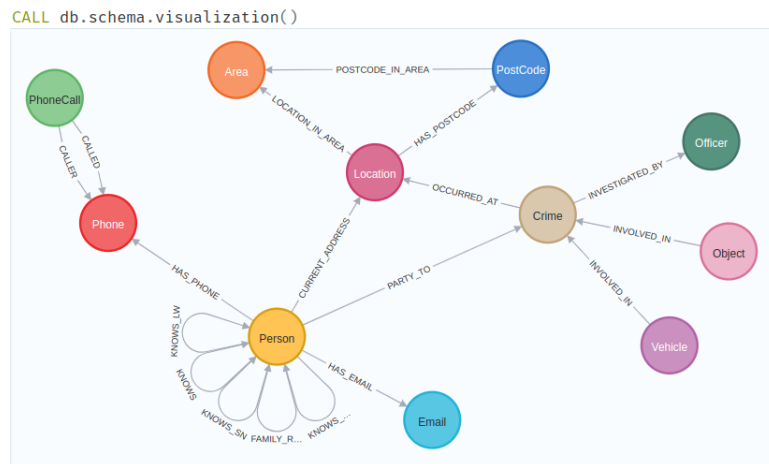 CALL db.schema.visualization()
Area
POSTCODE_IN_AREA
PostCode
PhoneCall
LOCATION_IN_AREA
HAS_POSTCODE
CALLER
CALLED
Officer
Location
INVESTIGATED_BY
OCCURRED_AT
Crime
Phone
INVOLVED_IN
Object
CURRENT_ADDRESS
HAS_PHONE
PARTY_TO
INVOLVED_IN
Person
Vehicle
KNOWS_LW
KNOWS
HAS_EMAIL
KNOWS_SN
FAMILY_R...
KNOWS_...
Email